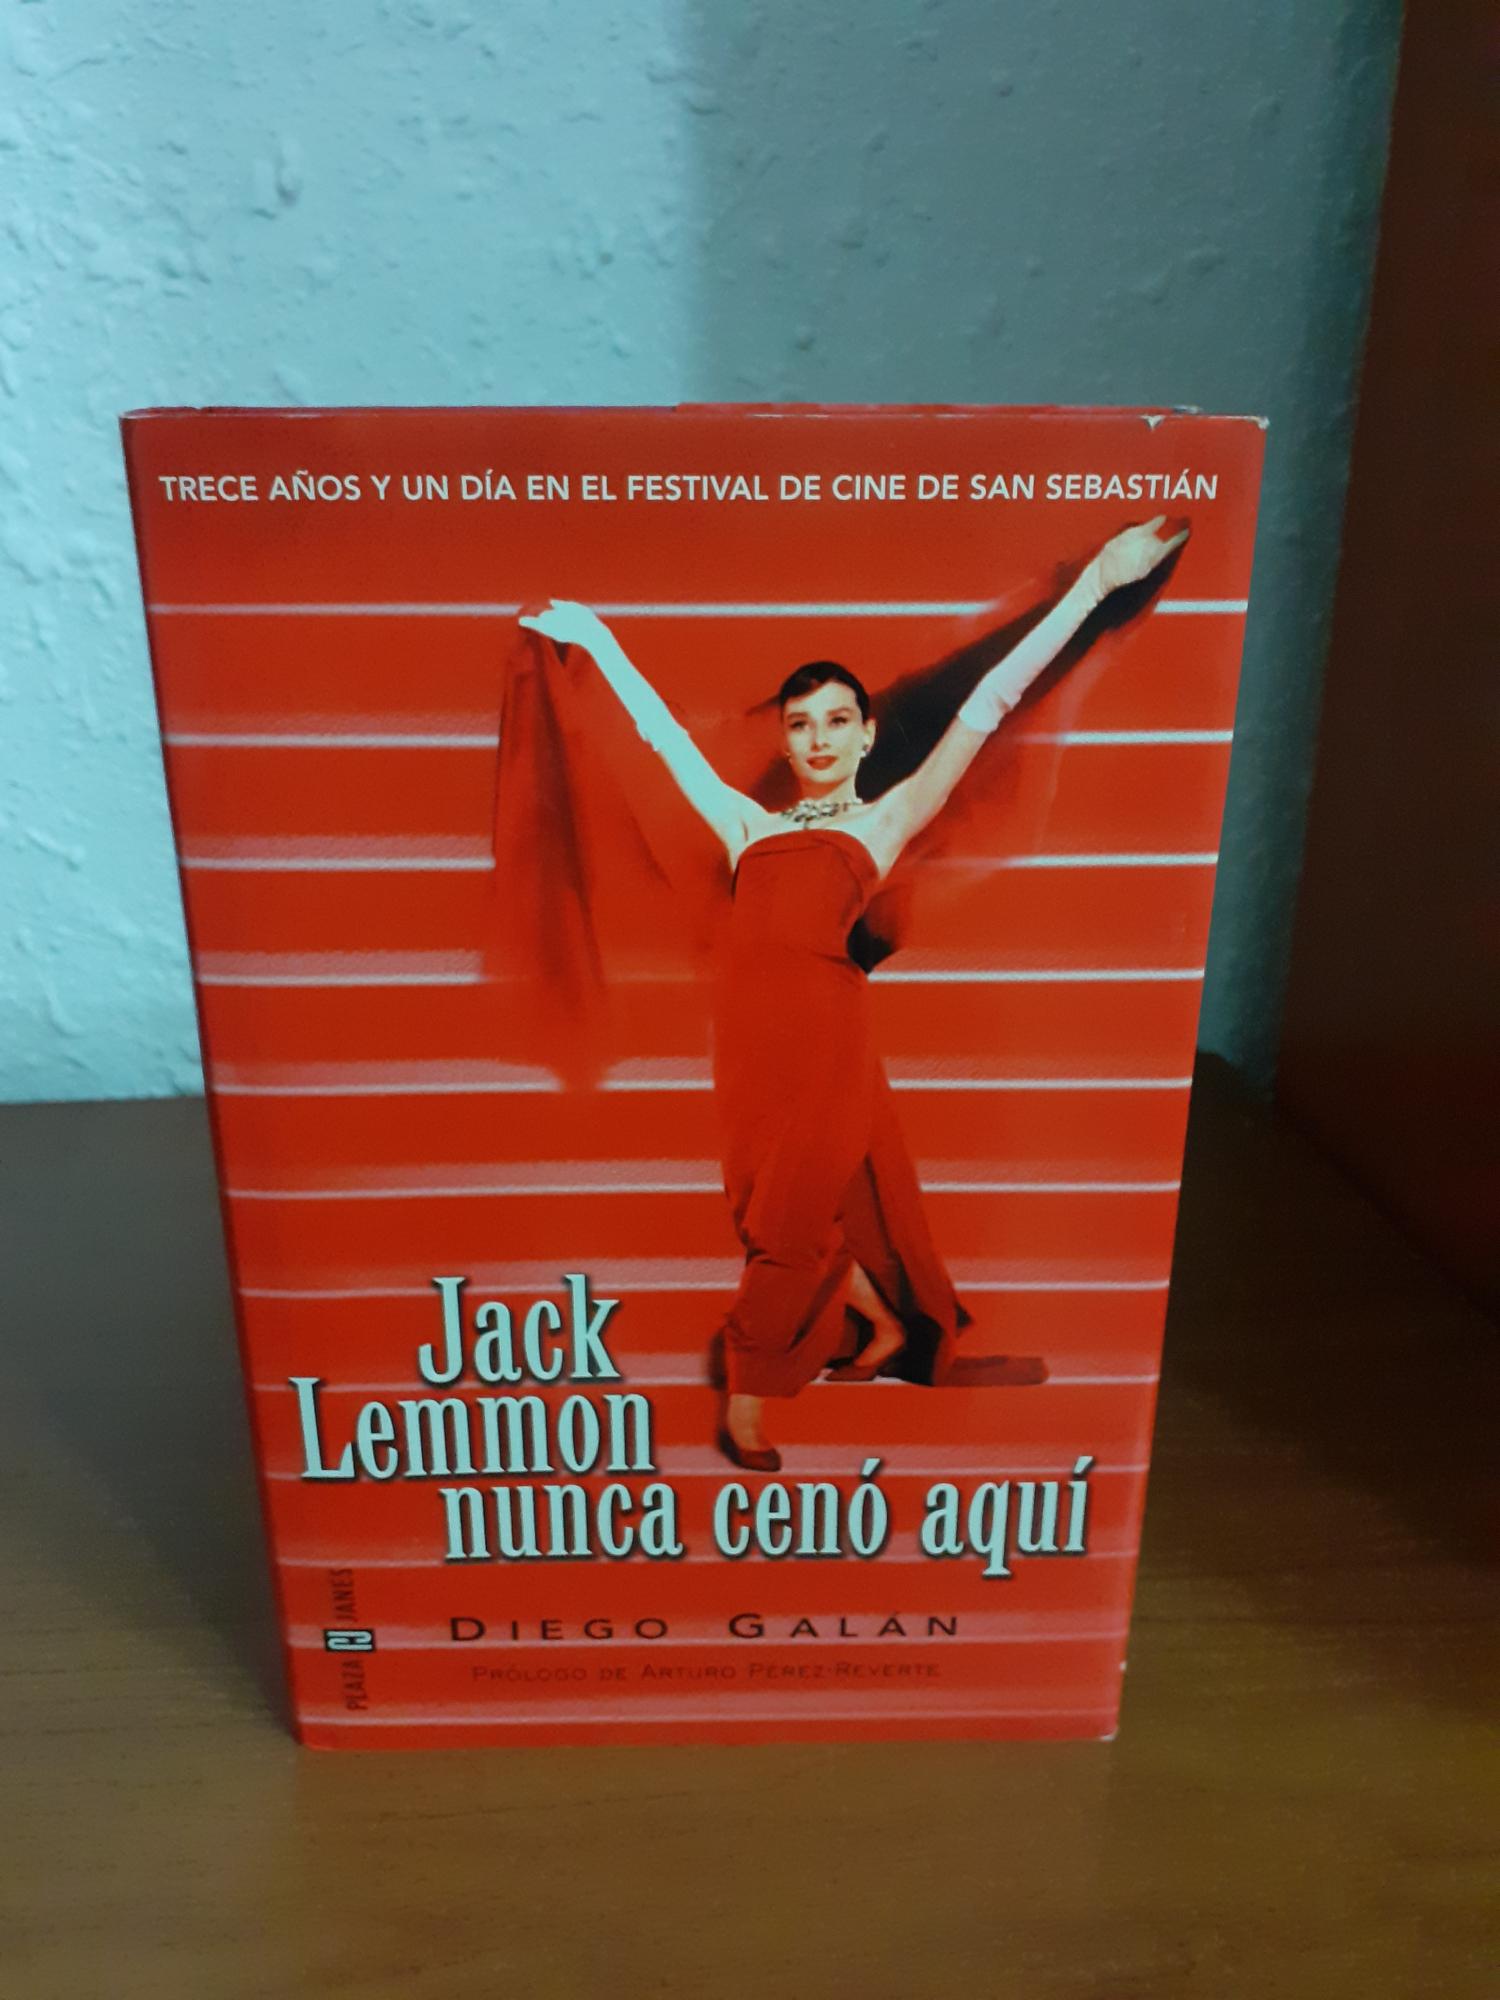 TRECE AÑOS Y UN DÍA EN EL FESTIVAL DE CINE DE SAN SEBASTIÁN
Jack
Lemmon
nunca cenó aquí
DIEGO GALÁN
PRÓLOGO DE ARTURO PÉREZ-REVERTE
PLAZA JANÉS